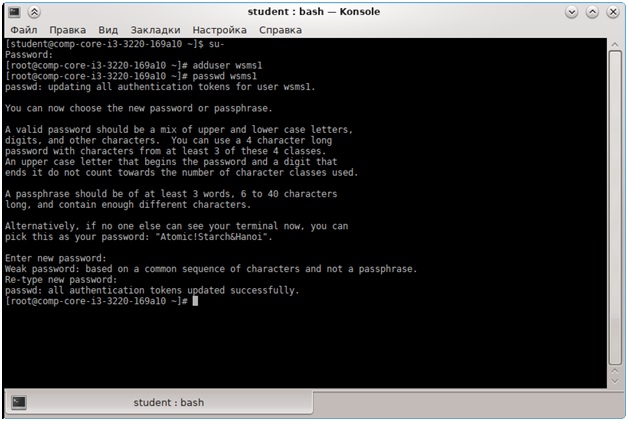 student : bash — Konsole
Файл Правка Вид Закладки Настройка Справка
[student@comp-core-i3-3220-169a10 ~]$ su-
Password:
[root@comp-core-i3-3220-169a10 ~]# adduser wsms1
[root@comp-core-i3-3220-169a10 ~]# passwd wsms1
passwd: updating all authentication tokens for user wsms1.
You can now choose the new password or passphrase.
A valid password should be a mix of upper and lower case letters,
digits, and other characters. You can use a 4 character long
password with characters from at least 3 of these 4 classes.
An upper case letter that begins the password and a digit that
ends it do not count towards the number of character classes used.
A passphrase should be of at least 3 words, 6 to 40 characters
long, and contain enough different characters.
Alternatively, if no one else can see your terminal now, you can
pick this as your password: "Atomic!Starch&Hanoi".
Enter new password:
Weak password: based on a common sequence of characters and not a passphrase.
Re-type new password:
passwd: all authentication tokens updated successfully.
[root@comp-core-i3-3220-169a10 ~]#
student : bash